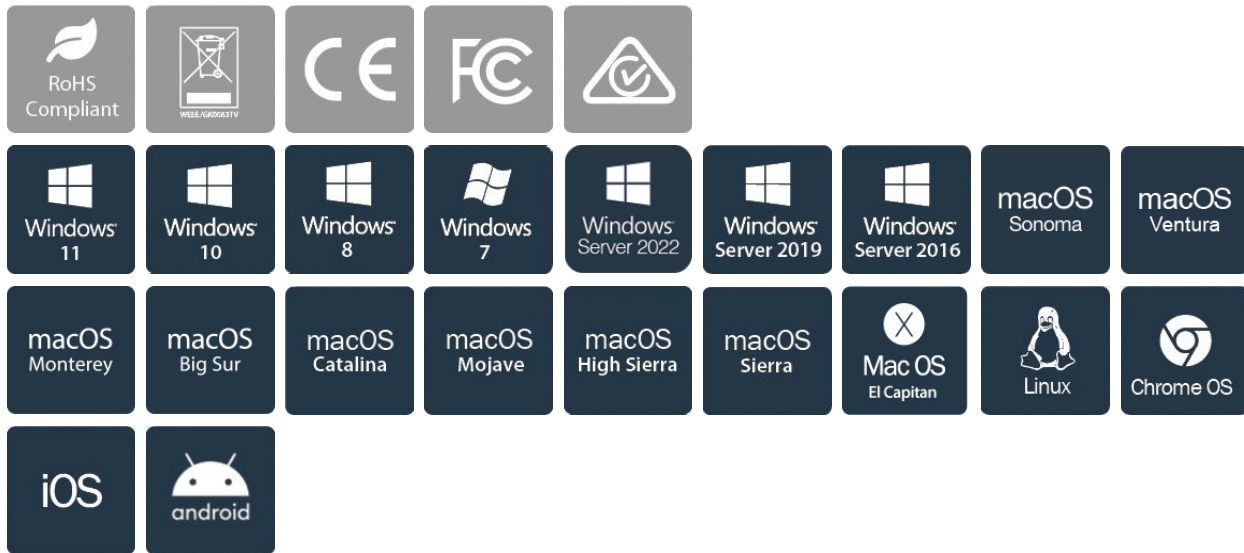 RoHS
Compliant
WEEE/GK0083TV
CE
FC
Windows
11
Windows
10
Windows
8
Windows
7
Windows
Server 2022
Windows
Server 2019
Windows
Server 2016
macOS
Sonoma
macOS
Ventura
macOS
Monterey
macOS
Big Sur
macOS
Catalina
macOS
Mojave
macOS
High Sierra
macOS
Sierra
X
Mac OS
El Capitan
Linux
Chrome OS
iOS
android